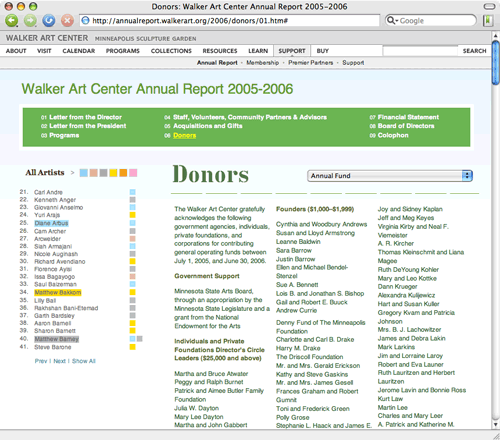 Donors: Walker Art Center Annual Report 2005-2006
http://annualreport.walkerart.org/2006/donors/01.htm#
Google
WALKER ART CENTER MINNEAPOLIS SCULPTURE GARDEN
ABOUT VISIT CALENDAR PROGRAMS COLLECTIONS RESOURCES LEARN SUPPORT BUY SEARCH
Annual Report • Membership • Premier Partners • Support
Walker Art Center Annual Report 2005-2006
01 Letter from the Director
02 Letter from the President
03 Programs
04 Staff, Volunteers, Community Partners & Advisors
05 Acquisitions and Gifts
06 Donors
07 Financial Statement
08 Board of Directors
09 Colophon
All Artists >
21. Carl Andre
22. Kenneth Anger
23. Giovanni Anselmo
24. Yuri Arajs
25. Diane Arbus
26. Cam Archer
27. Artweider
28. Siah Armajani
29. Nicole Auginash
30. Richard Avendiano
31. Florence Aylsi
32. Issa Bagayogo
33. Saul Baizerman
34. Matthew Bakkom
35. Lilly Ball
36. Rakhshan Bani-Etemad
37. Garth Bardsley
38. Aaron Barnell
39. Sharon Barnett
40. Matthew Barney
41. Steve Barone
Prev | Next | Show All
Donors
Annual Fund
The Walker Art Center gratefully
acknowledges the following
government agencies, individuals,
private foundations, and
corporations for contributing
general operating funds between
July 1, 2005, and June 30, 2006.
Government Support
Minnesota State Arts Board,
through an appropriation by the
Minnesota State Legislature and a
grant from the National
Endowment for the Arts
Individuals and Private
Foundations Director's Circle
Leaders ($25,000 and above)
Martha and Bruce Atwater
Peggy and Ralph Burnet
Patrick and Aimee Butler Family
Foundation
Julia W. Dayton
Mary Lee Dayton
Martha and John Gabbert
Founders ($1,000–$1,999)
Cynthia and Woodbury Andrews
Susan and Lloyd Armstrong
Leanne Baldwin
Sara Barrow
Justin Barrow
Ellen and Michael Bendel-
Stenzel
Sue A. Bennett
Lois B. and Jonathan S. Bishop
Gail and Robert E. Buuck
Andrew Currie
Denny Fund of The Minneapolis
Foundation
Charlotte and Carl B. Drake
Harry M. Drake
The Driscoll Foundation
Mr. and Mrs. Gerald Erickson
Kathy and Steve Gaskins
Mr. and Mrs. James Gesell
Frances Graham and Robert
Gumnit
Toni and Frederick Green
Polly Grose
Stephanie L. Haack and James E.
Joy and Sidney Kaplan
Jeff and Meg Keyes
Virginia Kirby and Neal F.
Viemeister
A. R. Kircher
Thomas Kleinschmit and Liana
Magee
Ruth DeYoung Kohler
Mary and Leo Kottke
Dann Krueger
Alexandra Kulijewicz
Hart and Susan Kuller
Gregory Kvam and Patricia
Johnson
Mrs. B. J. Lachowitzer
James and Debra Lakin
Mark Larkins
Jim and Lorraine Laroy
Robert and Eva Launer
Ruth Lauritzen and Herbert
Lauritzen
Jerome Lavin and Bonnie Ross
Kurt Law
Martin Lee
Charles and Mary Leer
A. Patrick and Katherine M.